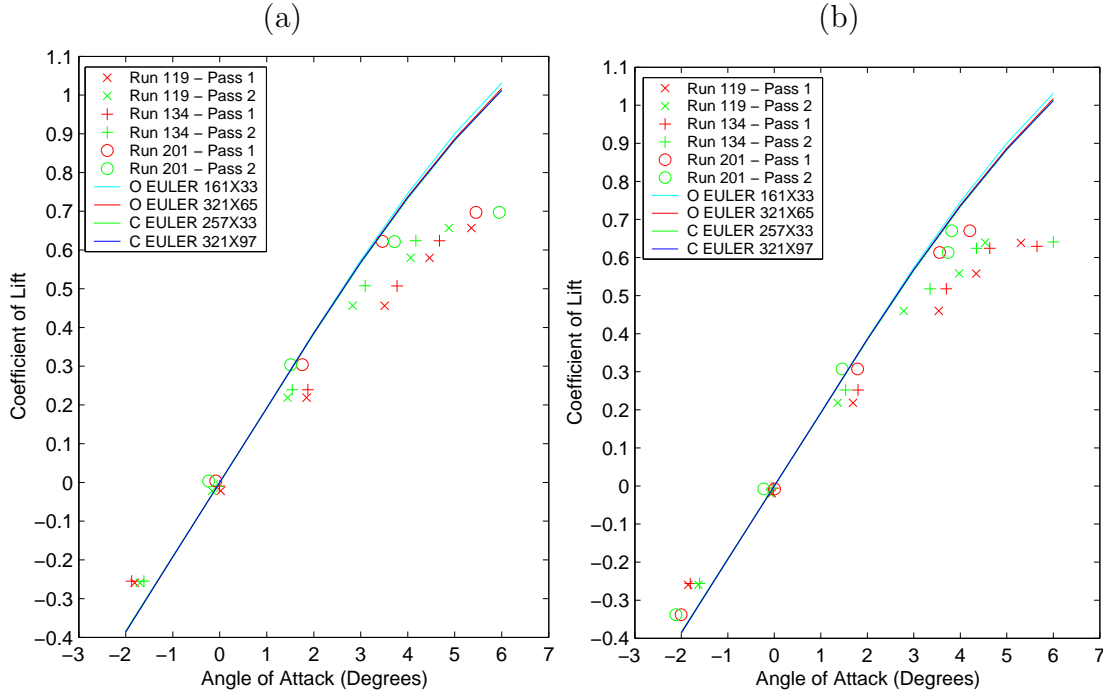 (a)
1.1
1
0.9
0.8
0.7
0.6
0.5
0.4
0.3
0.2
0.1
0
−0.1
−0.2
−0.3
−0.4
Coefficient of Lift
Run 119 − Pass 1
Run 119 − Pass 2
Run 134 − Pass 1
Run 134 − Pass 2
Run 201 − Pass 1
Run 201 − Pass 2
O EULER 161X33
O EULER 321X65
C EULER 257X33
C EULER 321X97
−3 −2 −1 0 1 2 3 4 5 6 7
Angle of Attack (Degrees)
(b)
1.1
1
0.9
0.8
0.7
0.6
0.5
0.4
0.3
0.2
0.1
0
−0.1
−0.2
−0.3
−0.4
Coefficient of Lift
Run 119 − Pass 1
Run 119 − Pass 2
Run 134 − Pass 1
Run 134 − Pass 2
Run 201 − Pass 1
Run 201 − Pass 2
O EULER 161X33
O EULER 321X65
C EULER 257X33
C EULER 321X97
−3 −2 −1 0 1 2 3 4 5 6 7
Angle of Attack (Degrees)